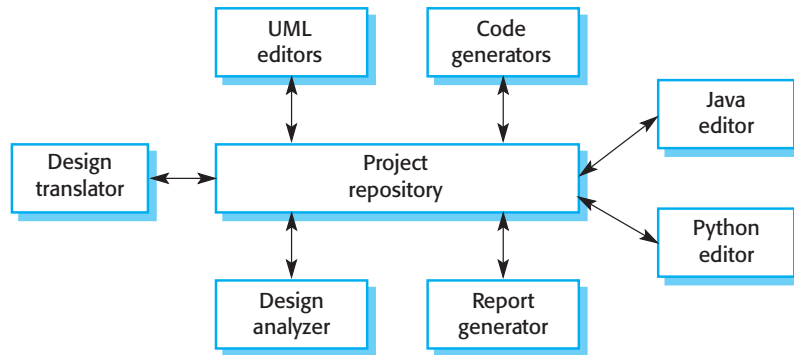 UML
editors
Code
generators
Java
editor
Design
translator
Project
repository
Python
editor
Design
analyzer
Report
generator